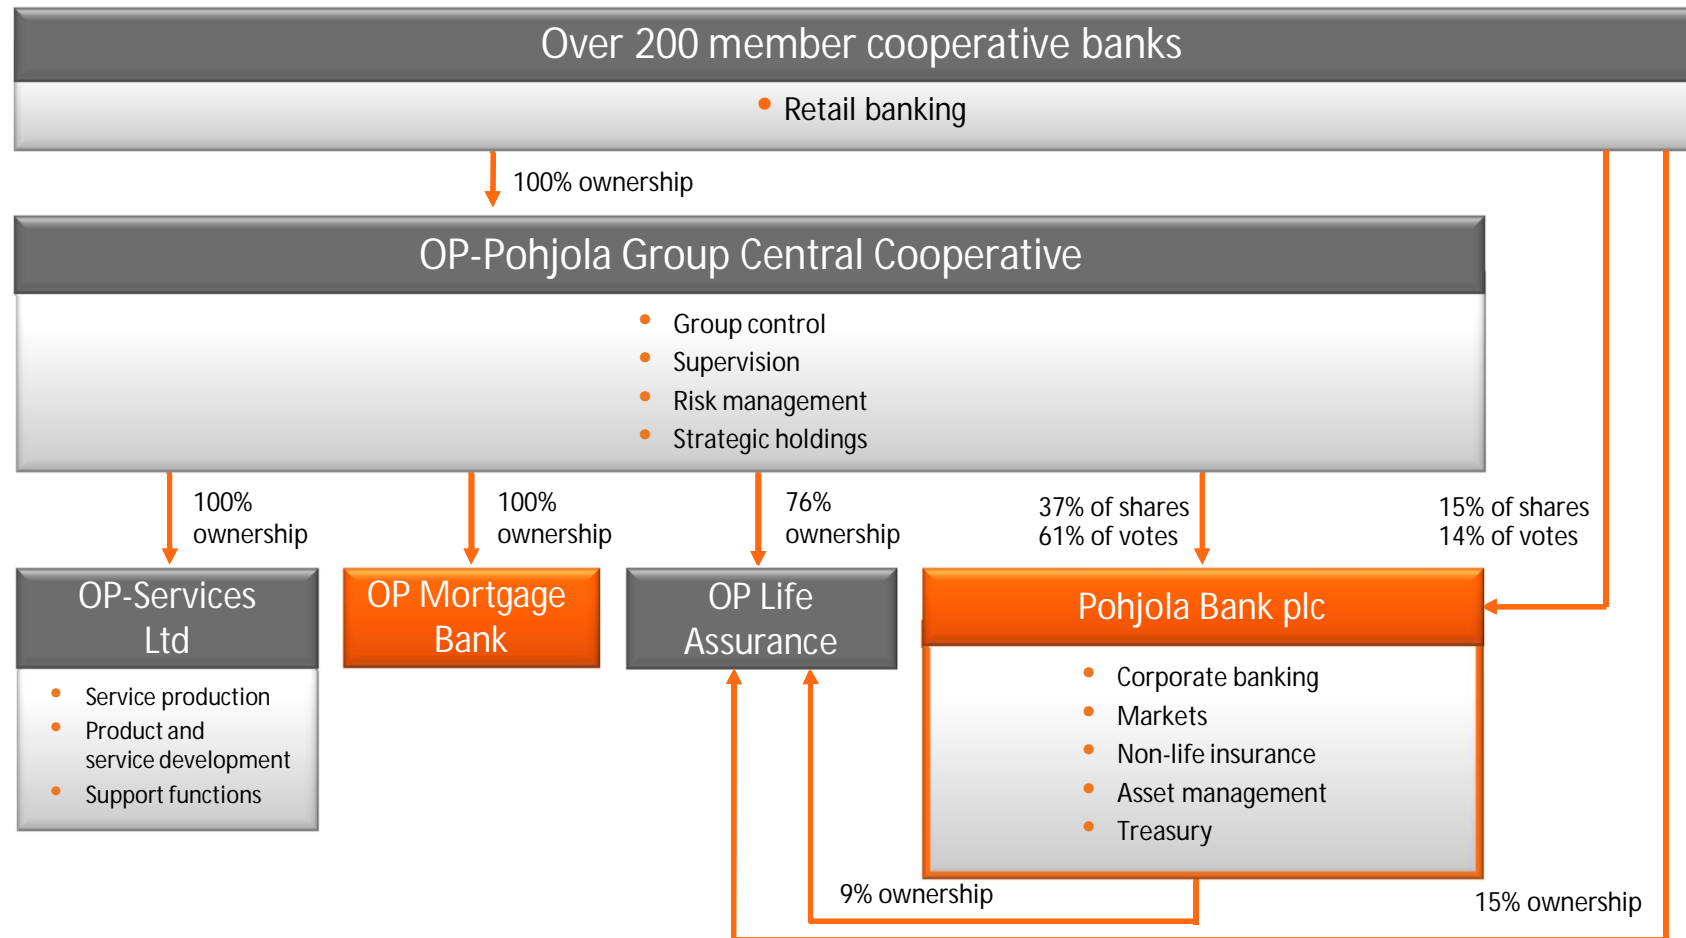 Over 200 member cooperative banks
• Retail banking
100% ownership
OP-Pohjola Group Central Cooperative
• Group control
• Supervision
• Risk management
• Strategic holdings
100%
ownership
100%
ownership
76%
ownership
37% of shares
61% of votes
15% of shares
14% of votes
OP-Services
Ltd
• Service production
• Product and
service development
• Support functions
OP Mortgage
Bank
OP Life
Assurance
Pohjola Bank plc
• Corporate banking
• Markets
• Non-life insurance
• Asset management
• Treasury
9% ownership
15% ownership